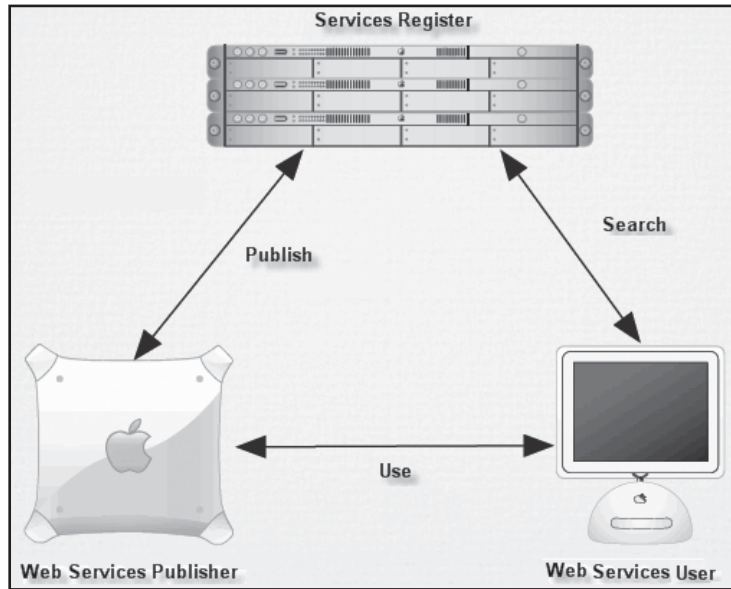 Services Register
Publish
Search
Use
Web Services Publisher
Web Services User